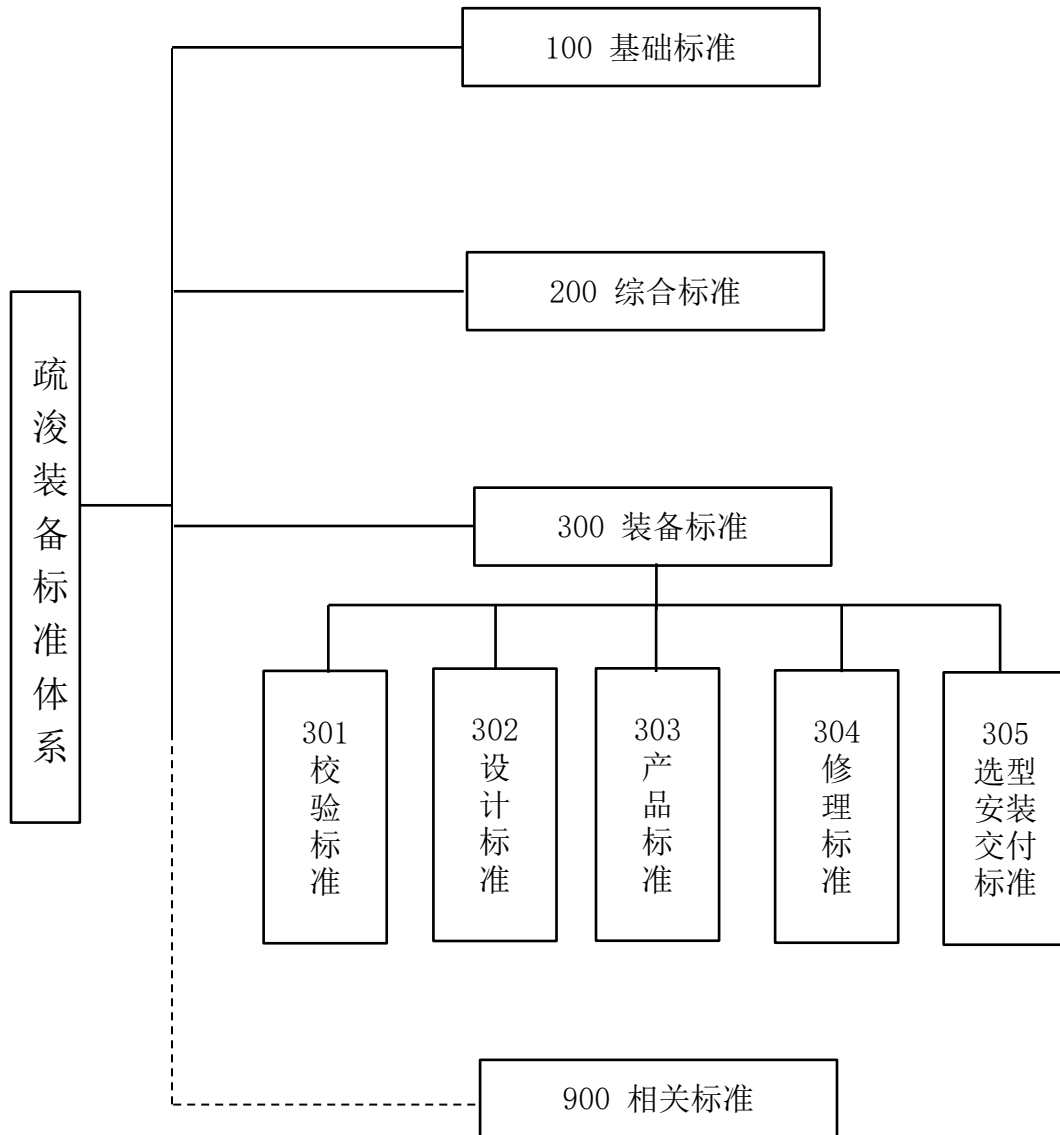 100 基础标准
200 综合标准
疏浚装备标准体系
300 装备标准
301
校验标准
302
设计标准
303
产品标准
304
修理标准
305
选型
安装
交付
标准
900 相关标准